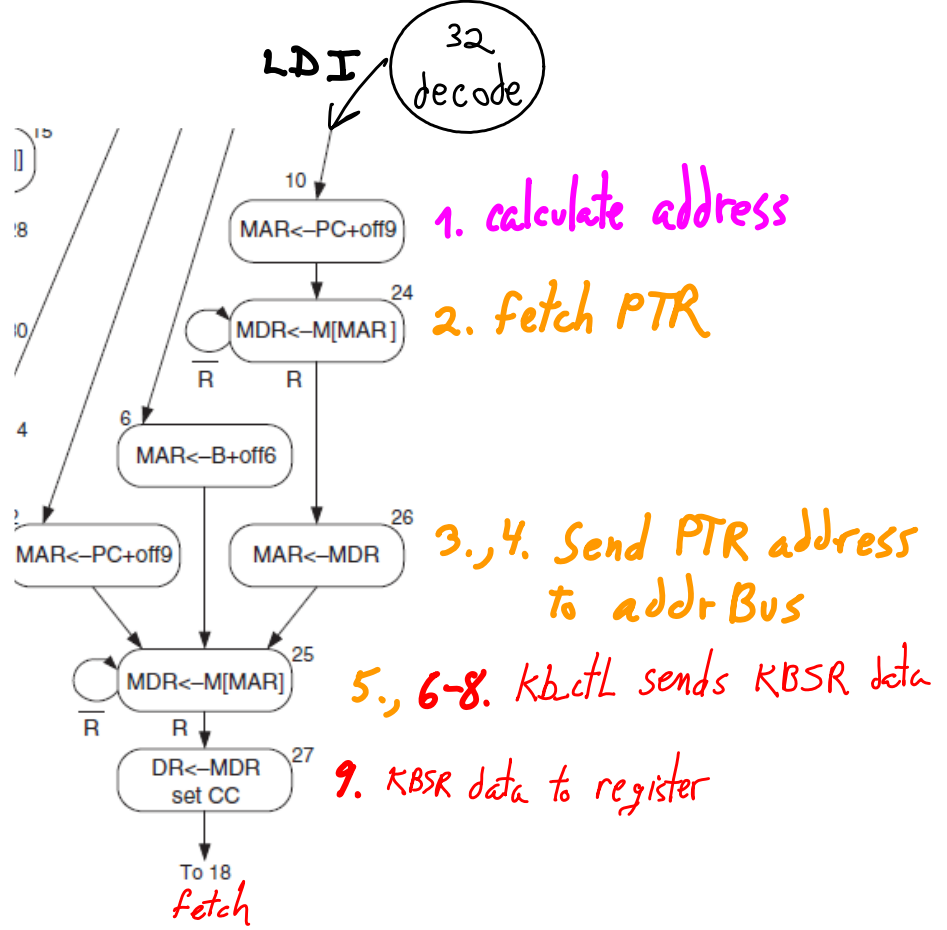 32
LDI
decode
15
]
10
1. calculate address
28
MAR<–PC+off9
24
2. fetch PTR
30
MDR<–M[MAR]
R
R
4
6
MAR<–B+off6
2
26
3.,4. Send PTR address
MAR<–PC+off9
MAR<–MDR
to addr Bus
25
5., 6-8. KbctL sends KBSR data
MDR<–M[MAR]
R
R
27
DR<–MDR
set CC
9. KBSR data to register
To 18
fetch